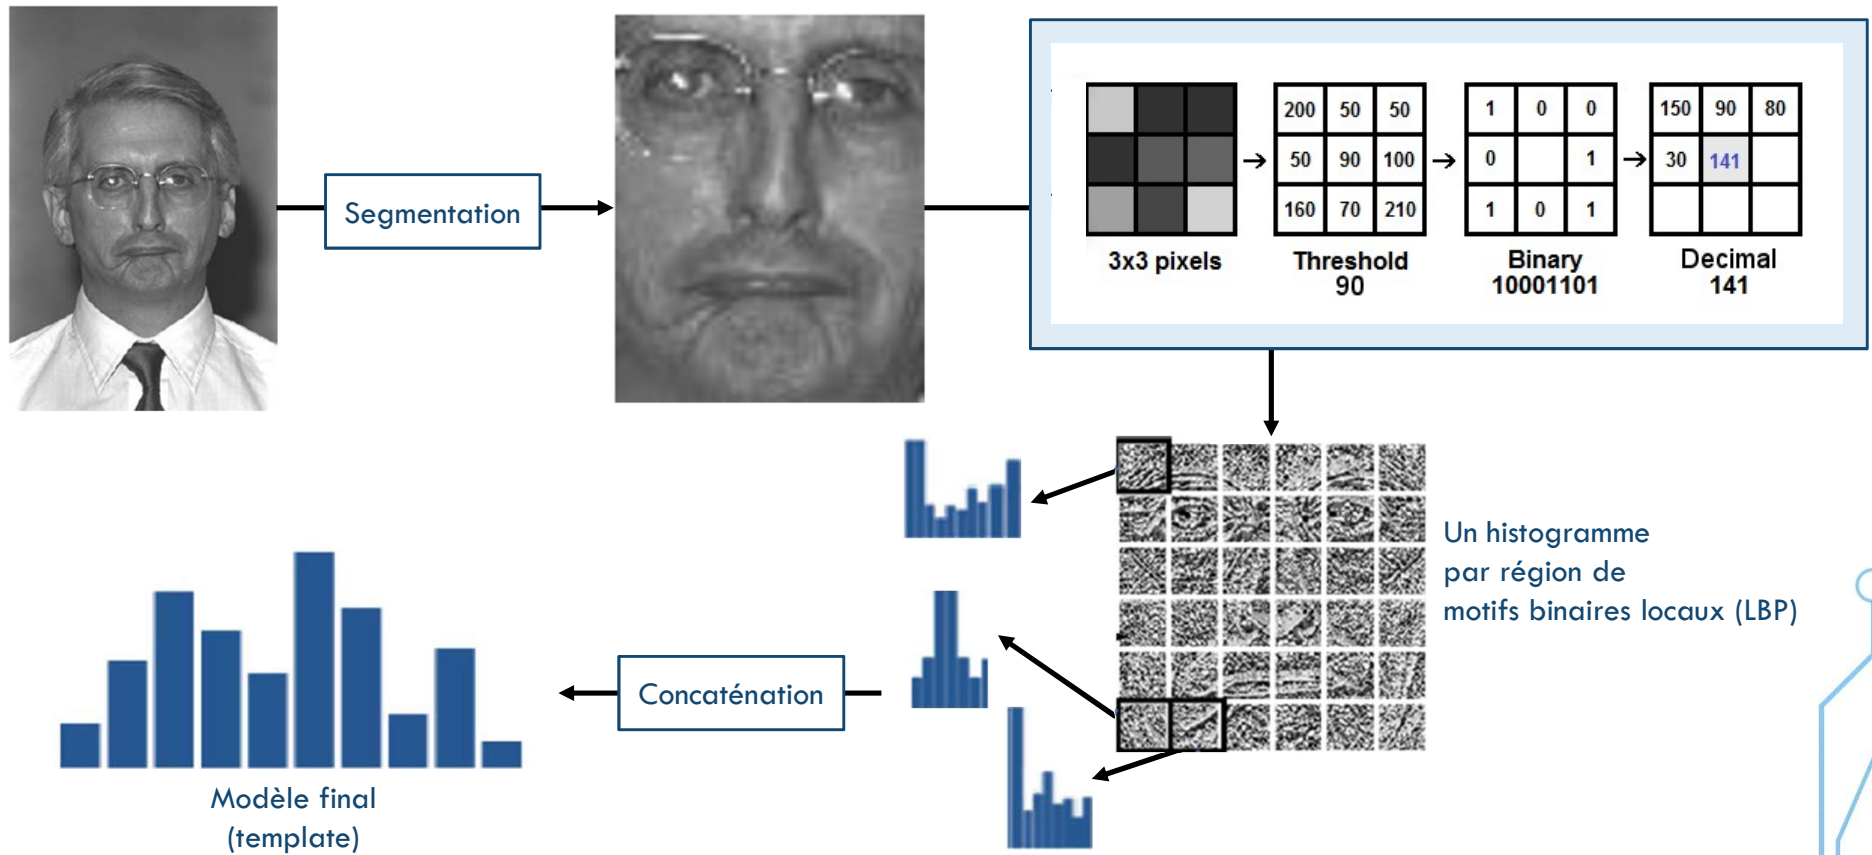 Segmentation
200 50 50
50 90 100
160 70 210
1 0 0
0 1
1 0 1
150 90 80
30 141
3x3 pixels
Threshold
90
Binary
10001101
Decimal
141
Un histogramme
par région de
motifs binaires locaux (LBP)
Concaténation
Modèle final
(template)